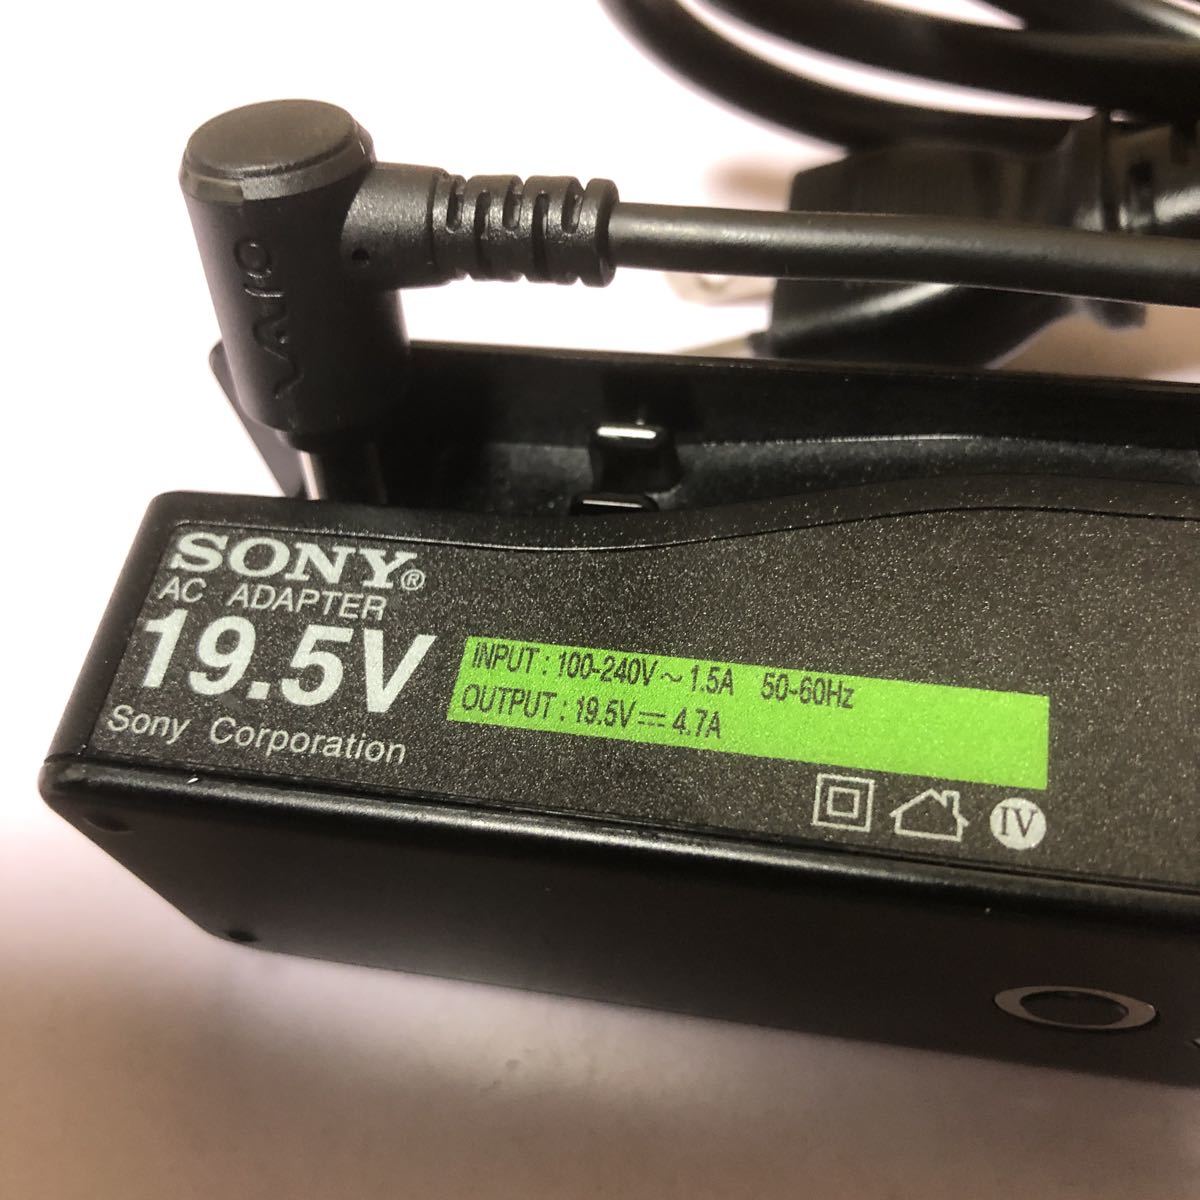 VAIO
SONY®
AC ADAPTER
19.5V
Sony Corporation
INPUT : 100-240V～1.5A 50-60Hz
OUTPUT : 19.5V⎓4.7A
IV